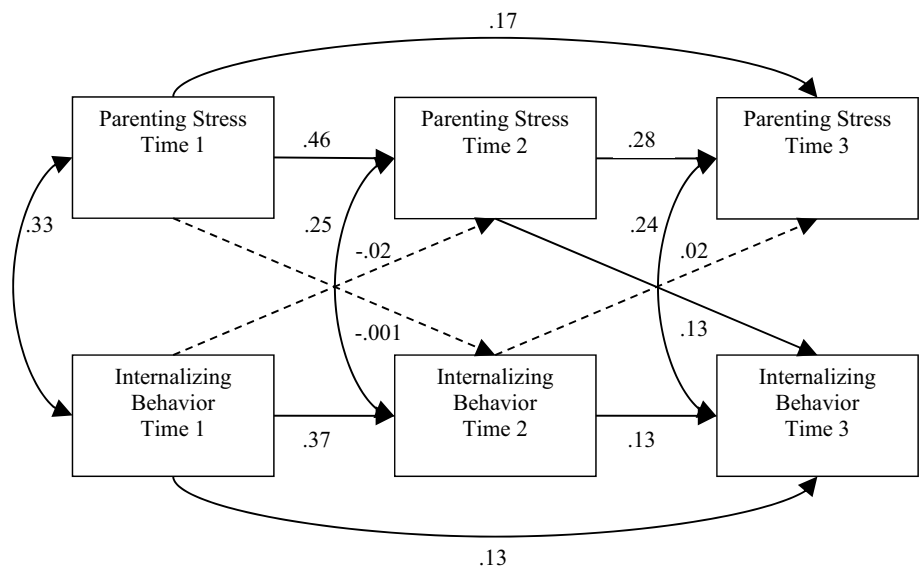 .17
Parenting Stress
Time 1
.46
Parenting Stress
Time 2
.28
Parenting Stress
Time 3
.33
.25
-.02
.24
.02
-.001
.13
Internalizing
Behavior
Time 1
.37
Internalizing
Behavior
Time 2
.13
Internalizing
Behavior
Time 3
.13